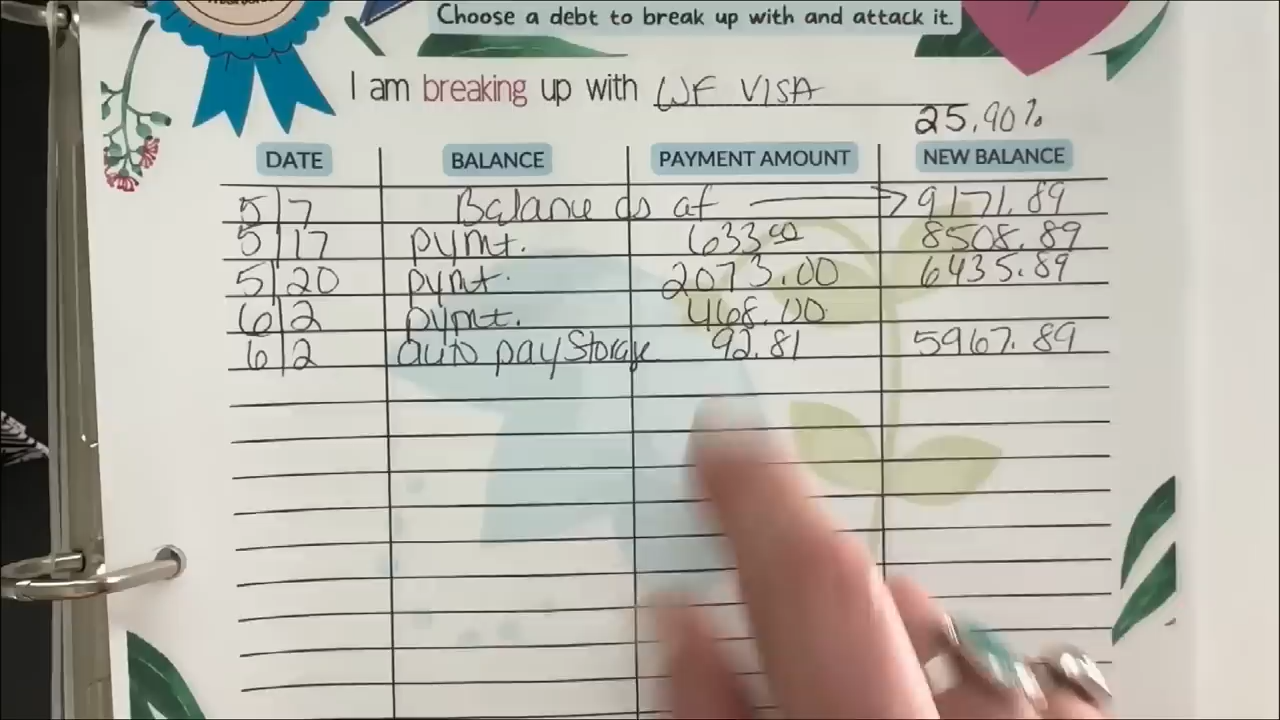 Choose a debt to break up with and attack it.
I am breaking up with WF VISA
25.90%
DATE BALANCE PAYMENT AMOUNT NEW BALANCE
5/7 Balance as of → 9171.89
5/17 pymt. 633.00 8508.89
5/20 pymt. 2073.00 6435.89
6/2 pymt. 468.00
6/2 auto pay Storage 92.81 5967.89